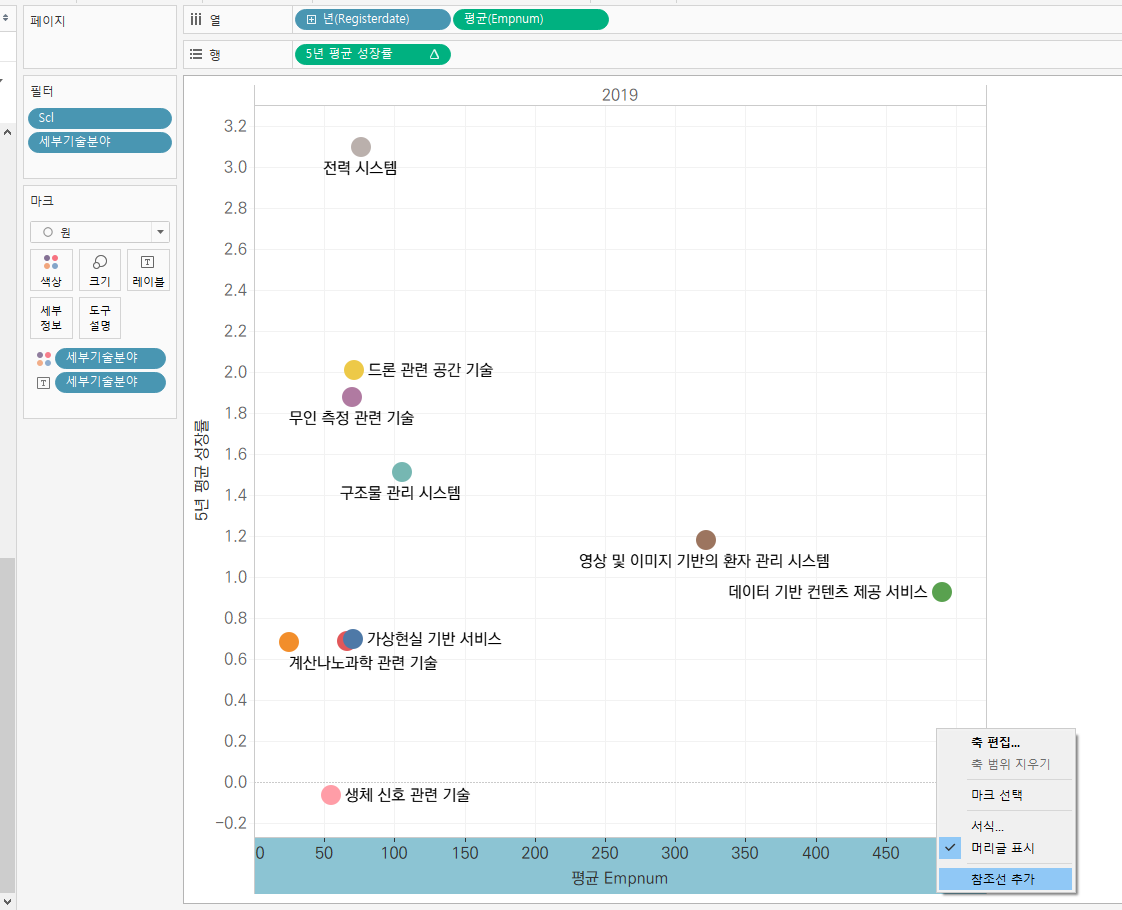 페이지
열
년(Registerdate)
평균(Empnum)
행
5년 평균 성장률
필터
Scl
세부기술분야
마크
원
색상
크기
레이블
세부
정보
도구
설명
세부기술분야
세부기술분야
2019
3.2
3.0
2.8
2.6
2.4
2.2
2.0
1.8
1.6
1.4
1.2
1.0
0.8
0.6
0.4
0.2
0.0
−0.2
5년 평균 성장률
전력 시스템
드론 관련 공간 기술
무인 측정 관련 기술
구조물 관리 시스템
영상 및 이미지 기반의 환자 관리 시스템
데이터 기반 컨텐츠 제공 서비스
가상현실 기반 서비스
계산나노과학 관련 기술
생체 신호 관련 기술
0 50 100 150 200 250 300 350 400 450
평균 Empnum
축 편집...
축 범위 지우기
마크 선택
서식...
머리글 표시
참조선 추가